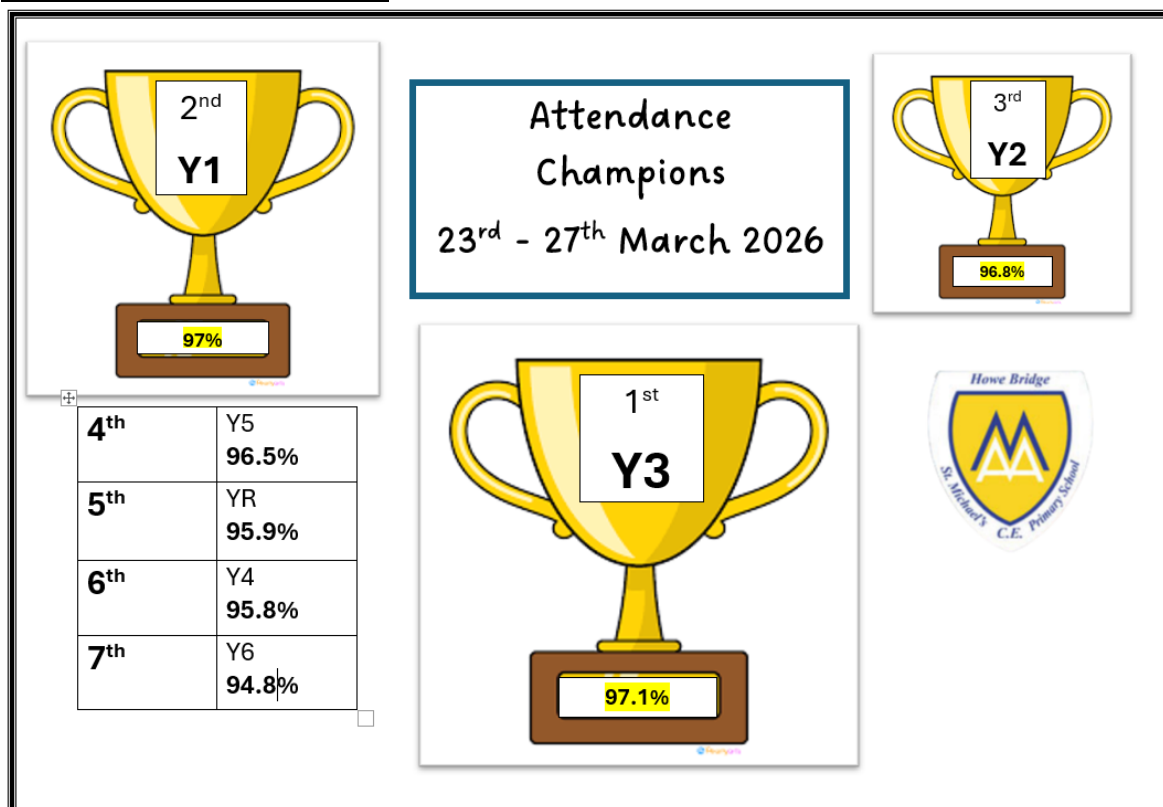 2nd
Y1
97%
Attendance
Champions
23rd - 27th March 2026
3rd
Y2
96.8%
1st
Y3
97.1%
4th Y5
96.5%
5th YR
95.9%
6th Y4
95.8%
7th Y6
94.8%
Howe Bridge
St. Michael's C.E. Primary School